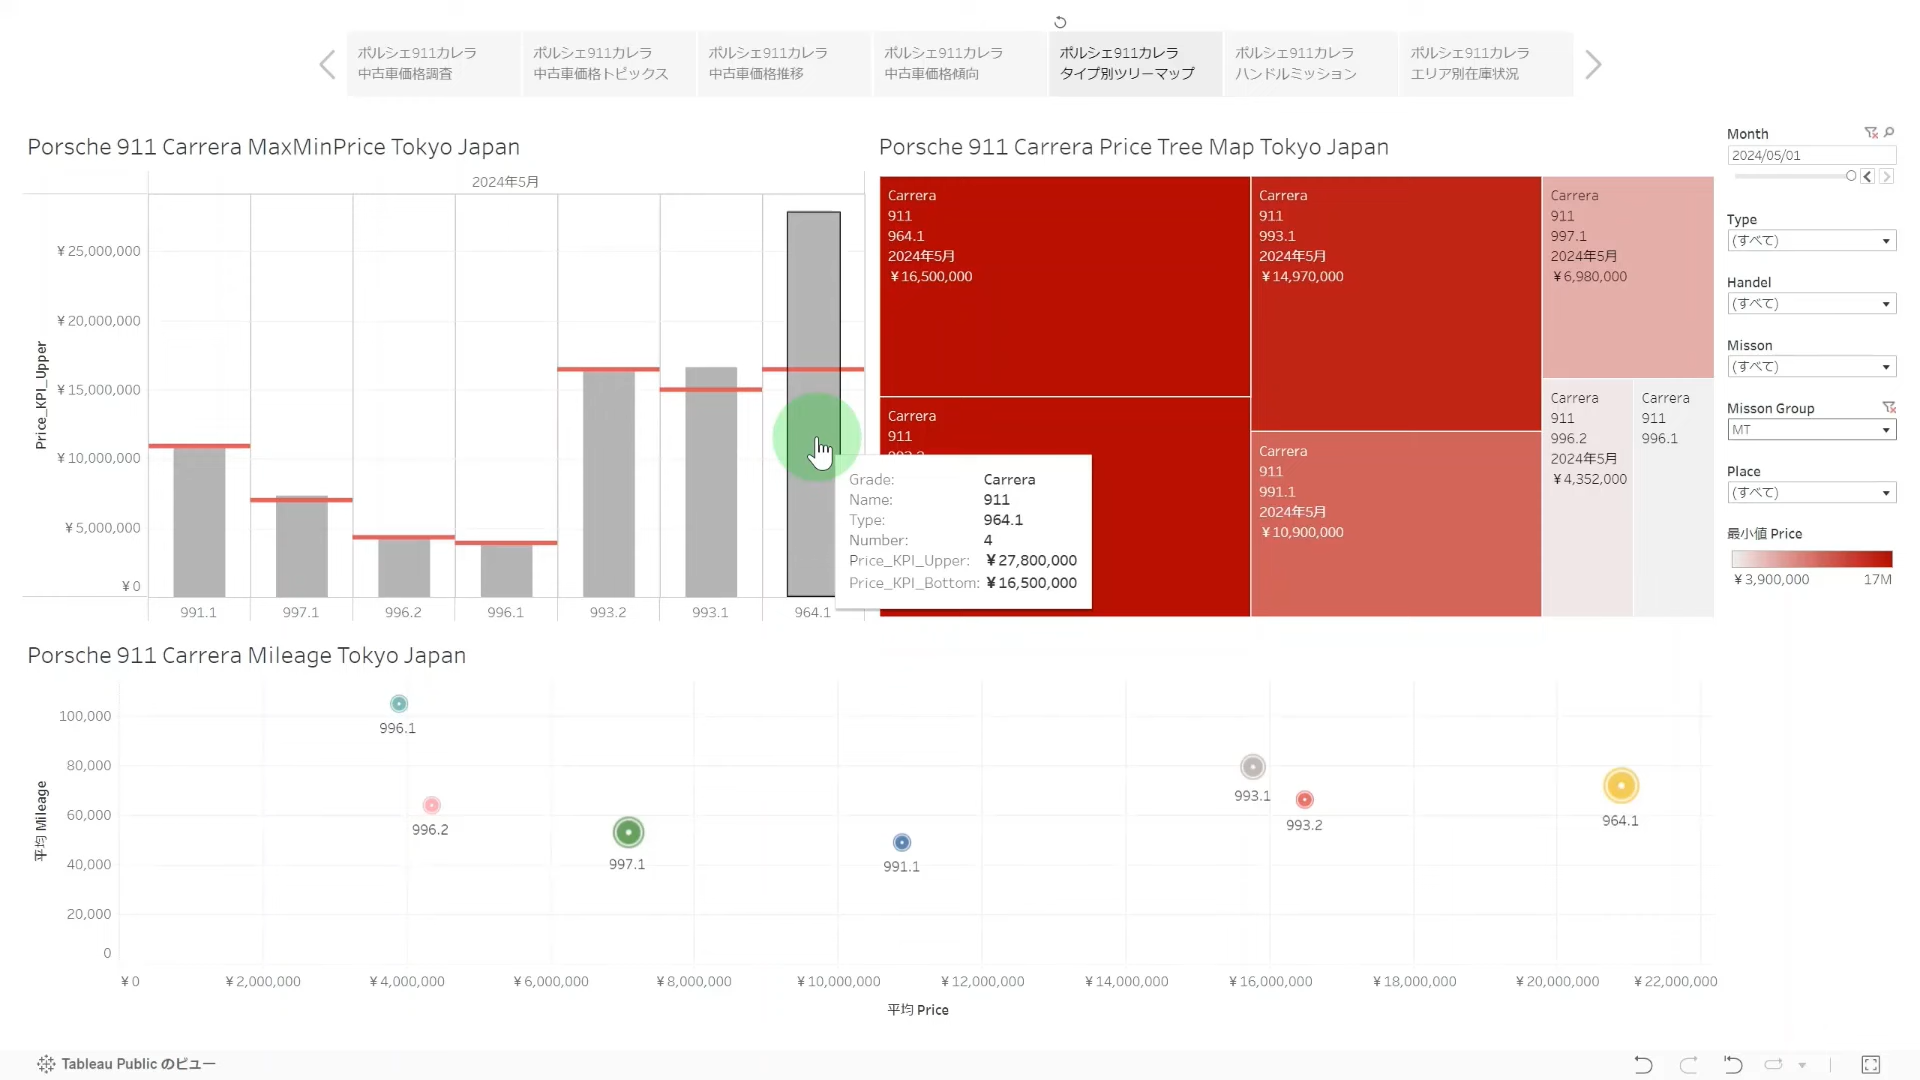 ポルシェ911カレラ
中古車価格調査
ポルシェ911カレラ
中古車価格トピックス
ポルシェ911カレラ
中古車価格推移
ポルシェ911カレラ
中古車価格傾向
ポルシェ911カレラ
タイプ別ツリーマップ
ポルシェ911カレラ
ハンドルミッション
ポルシェ911カレラ
エリア別在庫状況
Porsche 911 Carrera MaxMinPrice Tokyo Japan
2024年5月
Price_KPI_Upper
¥25,000,000
¥20,000,000
¥15,000,000
¥10,000,000
¥5,000,000
¥0
991.1
997.1
996.2
996.1
993.2
993.1
964.1
Grade: Carrera
Name: 911
Type: 964.1
Number: 4
Price_KPI_Upper: ¥27,800,000
Price_KPI_Bottom: ¥16,500,000
Porsche 911 Carrera Price Tree Map Tokyo Japan
Carrera
911
964.1
2024年5月
¥16,500,000
Carrera
911
Carrera
911
993.1
2024年5月
¥14,970,000
Carrera
911
991.1
2024年5月
¥10,900,000
Carrera
911
997.1
2024年5月
¥6,980,000
Carrera
911
996.2
2024年5月
¥4,352,000
Carrera
911
996.1
Month
2024/05/01
Type
(すべて)
Handel
(すべて)
Misson
(すべて)
Misson Group
MT
Place
(すべて)
最小値 Price
¥3,900,000 17M
Porsche 911 Carrera Mileage Tokyo Japan
平均 Mileage
100,000
80,000
60,000
40,000
20,000
0
996.1
996.2
997.1
991.1
993.1
993.2
964.1
¥0 ¥2,000,000 ¥4,000,000 ¥6,000,000 ¥8,000,000 ¥10,000,000 ¥12,000,000 ¥14,000,000 ¥16,000,000 ¥18,000,000 ¥20,000,000 ¥22,000,000
平均 Price
Tableau Public のビュー